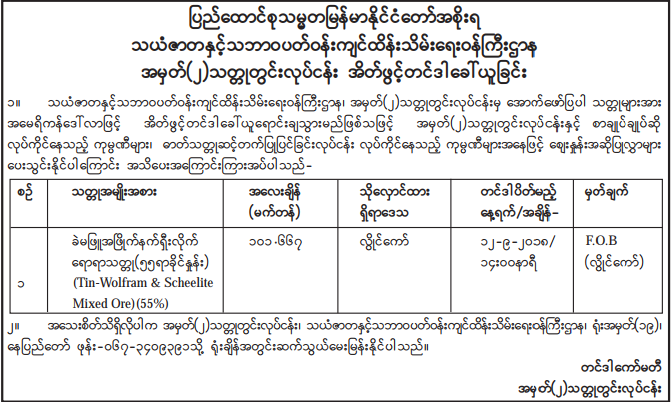 ပြည်ထောင်စုသမ္မတမြန်မာနိုင်ငံတော်အစိုးရ
သယံဇာတနှင့်သဘာဝပတ်ဝန်းကျင်ထိန်းသိမ်းရေးဝန်ကြီးဌာန
အမှတ်(၂)သတ္တုတွင်းလုပ်ငန်း အိတ်ဖွင့်တင်ဒါခေါ်ယူခြင်း
၁။ သယံဇာတနှင့်သဘာဝပတ်ဝန်းကျင်ထိန်းသိမ်းရေးဝန်ကြီးဌာန၊ အမှတ်(၂)သတ္တုတွင်းလုပ်ငန်းမှ အောက်ဖော်ပြပါ သတ္တုများအား
အမေရိကန်ဒေါ်လာဖြင့် အိတ်ဖွင့်တင်ဒါခေါ်ယူရောင်းချသွားမည်ဖြစ်သဖြင့် အမှတ်(၂)သတ္တုတွင်းလုပ်ငန်းနှင့် စာချုပ်ချုပ်ဆို
လုပ်ကိုင်နေသည့် ကုမ္ပဏီများ၊ ဓာတ်သတ္တုဆင့်တက်ပြုပြင်ခြင်းလုပ်ငန်း လုပ်ကိုင်နေသည့် ကုမ္ပဏီများအနေဖြင့် ဈေးနှုန်းအဆိုပြုလွှာများ
ပေးသွင်းနိုင်ပါကြောင်း အသိပေးအကြောင်းကြားအပ်ပါသည်-
စဉ် သတ္တုအမျိုးအစား အလေးချိန် သိုလှောင်ထား တင်ဒါပိတ်မည့် မှတ်ချက်
(မက်တန်) ရှိရာဒေသ နေ့ရက်/အချိန်-
ခဲမဖြူအဖြိုက်နက်ရှီးလိုက် ၁၀၁.၆၆၇ လွိုင်ကော် ၁၂-၉-၂၀၁၈/ F.O.B
ရောရာသတ္တု(၅၅ရာခိုင်နှုန်း) ၁၄:၀၀နာရီ (လွိုင်ကော်)
၁ (Tin-Wolfram & Scheelite
Mixed Ore)(55%)
၂။ အသေးစိတ်သိရှိလိုပါက အမှတ်(၂)သတ္တုတွင်းလုပ်ငန်း၊ သယံဇာတနှင့်သဘာဝပတ်ဝန်းကျင်ထိန်းသိမ်းရေးဝန်ကြီးဌာန၊ ရုံးအမှတ်(၁၉)၊
နေပြည်တော် ဖုန်း-၀၆၇-၃၄၀၉၃၉၁သို့ ရုံးချိန်အတွင်းဆက်သွယ်မေးမြန်းနိုင်ပါသည်။
တင်ဒါကော်မတီ
အမှတ်(၂)သတ္တုတွင်းလုပ်ငန်း